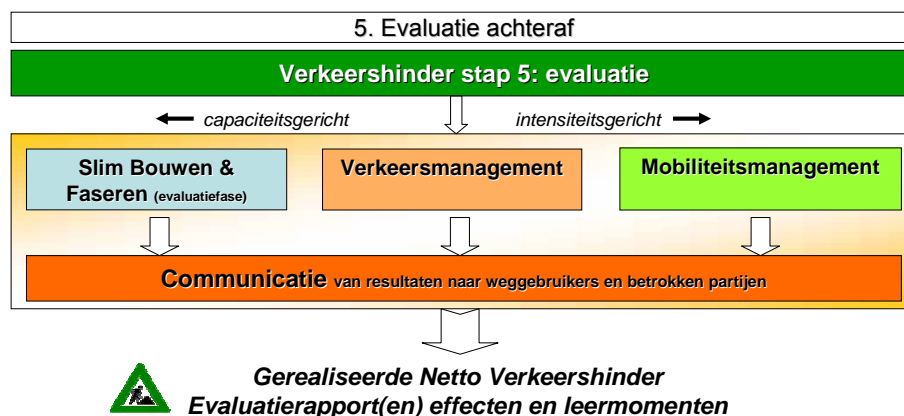 5. Evaluatie achteraf
Verkeershinder stap 5: evaluatie
capaciteitsgericht
intensiteitsgericht
Slim Bouwen &
Faseren (evaluatiefase)
Verkeersmanagement
Mobiliteitsmanagement
Communicatie van resultaten naar weggebruikers en betrokken partijen
Gerealiseerde Netto Verkeershinder
Evaluatierapport(en) effecten en leermomenten